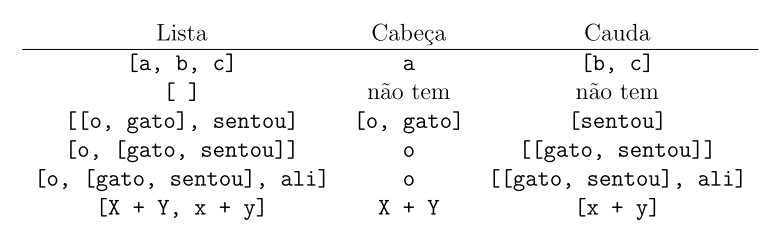 Lista Cabeça Cauda
[a, b, c] a [b, c]
[ ] não tem não tem
[[o, gato], sentou] [o, gato] [sentou]
[o, [gato, sentou]] o [[gato, sentou]]
[o, [gato, sentou], ali] o [[gato, sentou], ali]
[X + Y, x + y] X + Y [x + y]